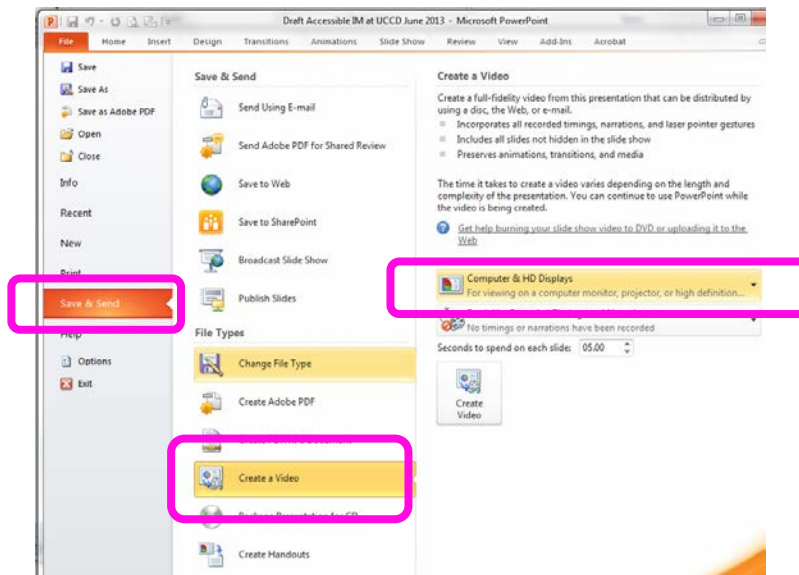 Draft Accessible IM at UCCD June 2013 - Microsoft PowerPoint
File Home Insert Design Transitions Animations Slide Show Review View Add-Ins Acrobat
Save
Save As
Save as Adobe PDF
Open
Close
Info
Recent
New
Print
Save & Send
Help
Options
Exit
Save & Send
Send Using E-mail
Send Adobe PDF for Shared Review
Save to Web
Save to SharePoint
Broadcast Slide Show
Publish Slides
File Types
Change File Type
Create Adobe PDF
Create a Video
Create Handouts
Create a Video
Create a full-fidelity video from this presentation that can be distributed by
using a disc, the Web, or e-mail.
Incorporates all recorded timings, narrations, and laser pointer gestures
Includes all slides not hidden in the slide show
Preserves animations, transitions, and media
The time it takes to create a video varies depending on the length and
complexity of the presentation. You can continue to use PowerPoint while
the video is being created.
Get help burning your slide show video to DVD or uploading it to the
Web
Computer & HD Displays
For viewing on a computer monitor, projector, or high definition...
No timings or narrations have been recorded
Seconds to spend on each slide: 05.00
Create
Video